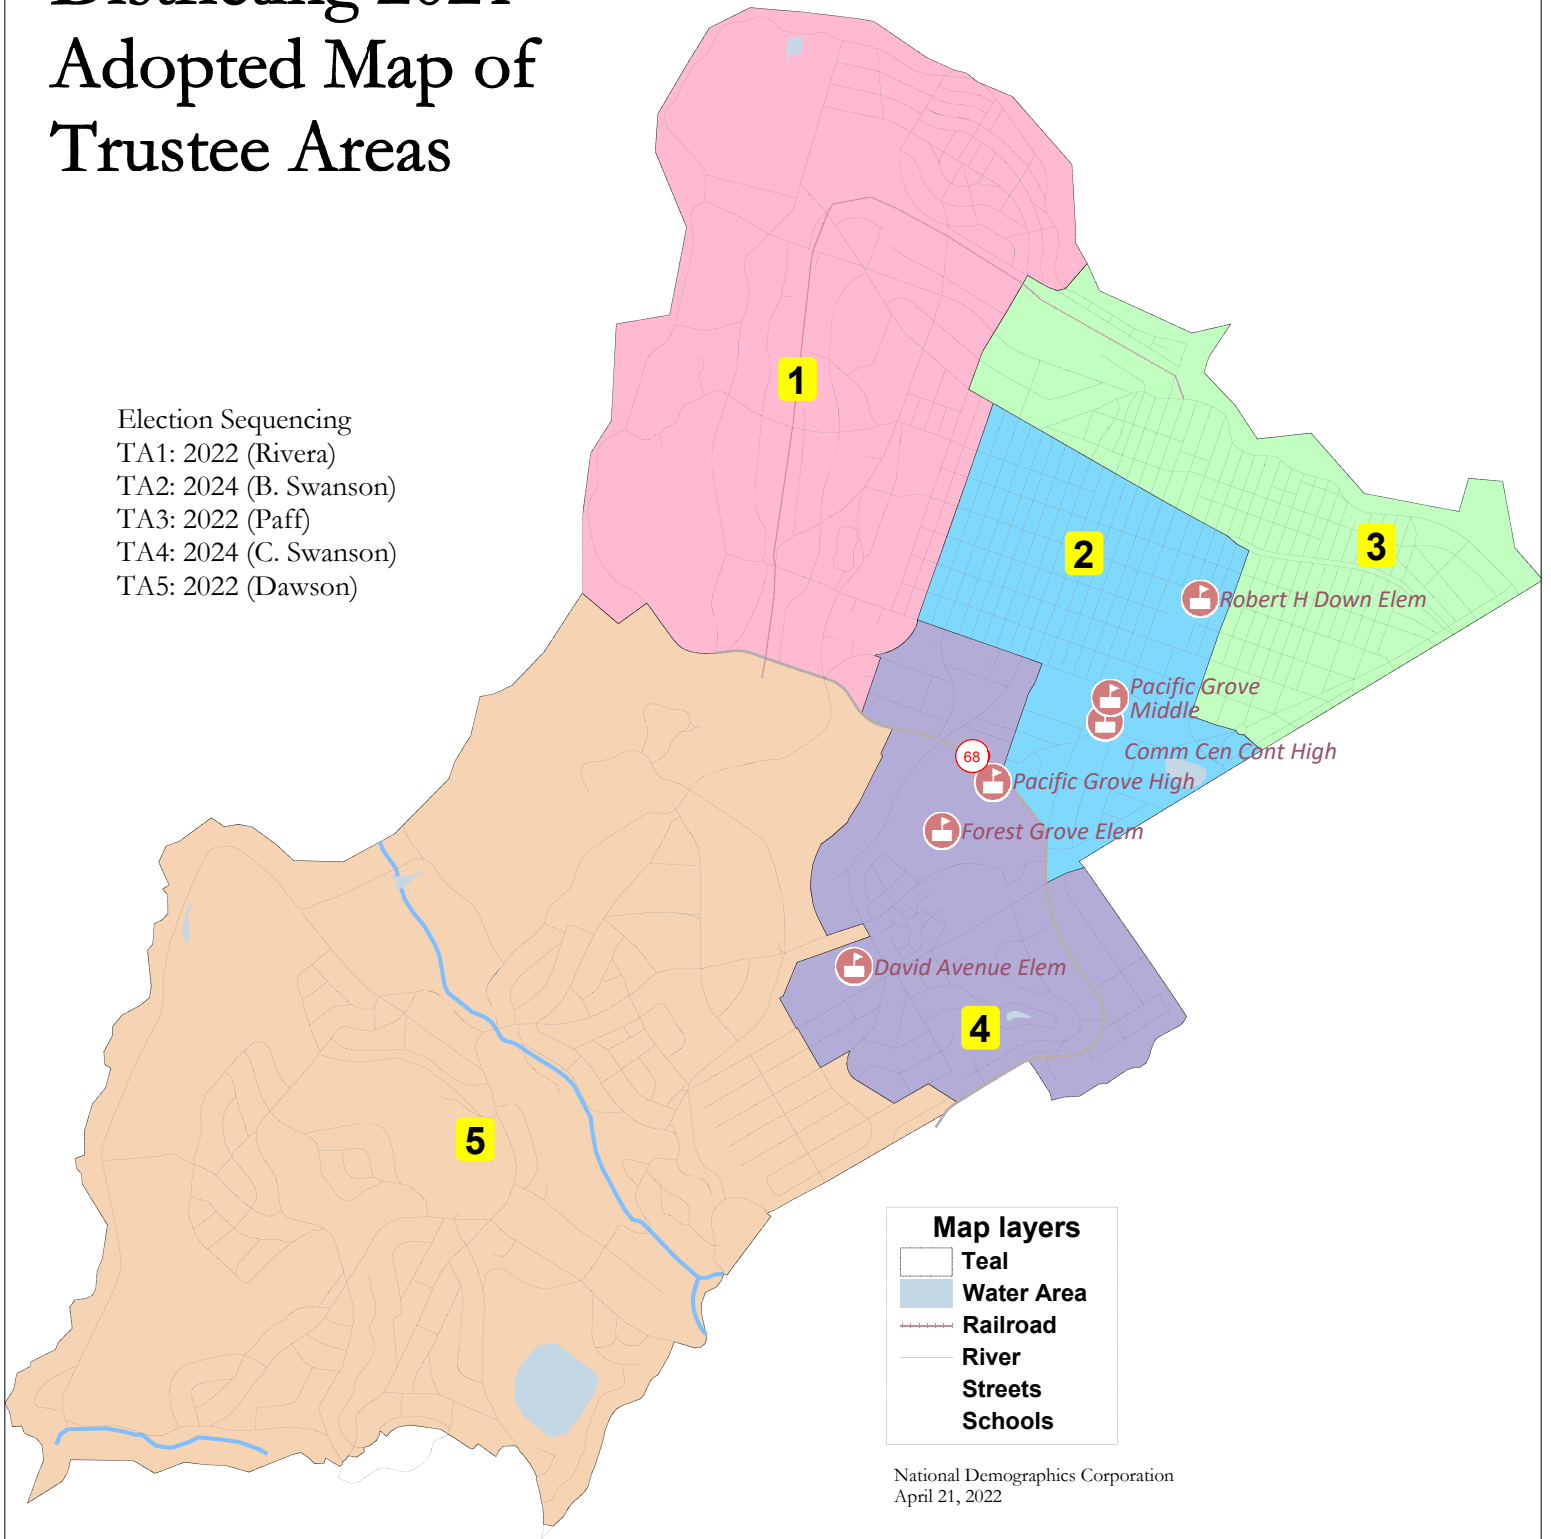 Districting 2021
Adopted Map of
Trustee Areas
Election Sequencing
TA1: 2022 (Rivera)
TA2: 2024 (B. Swanson)
TA3: 2022 (Paff)
TA4: 2024 (C. Swanson)
TA5: 2022 (Dawson)
1
2
3
Robert H Down Elem
Pacific Grove
Middle
Comm Cen Cont High
68
Pacific Grove High
Forest Grove Elem
David Avenue Elem
4
5
Map layers
Teal
Water Area
Railroad
River
Streets
Schools
National Demographics Corporation
April 21, 2022